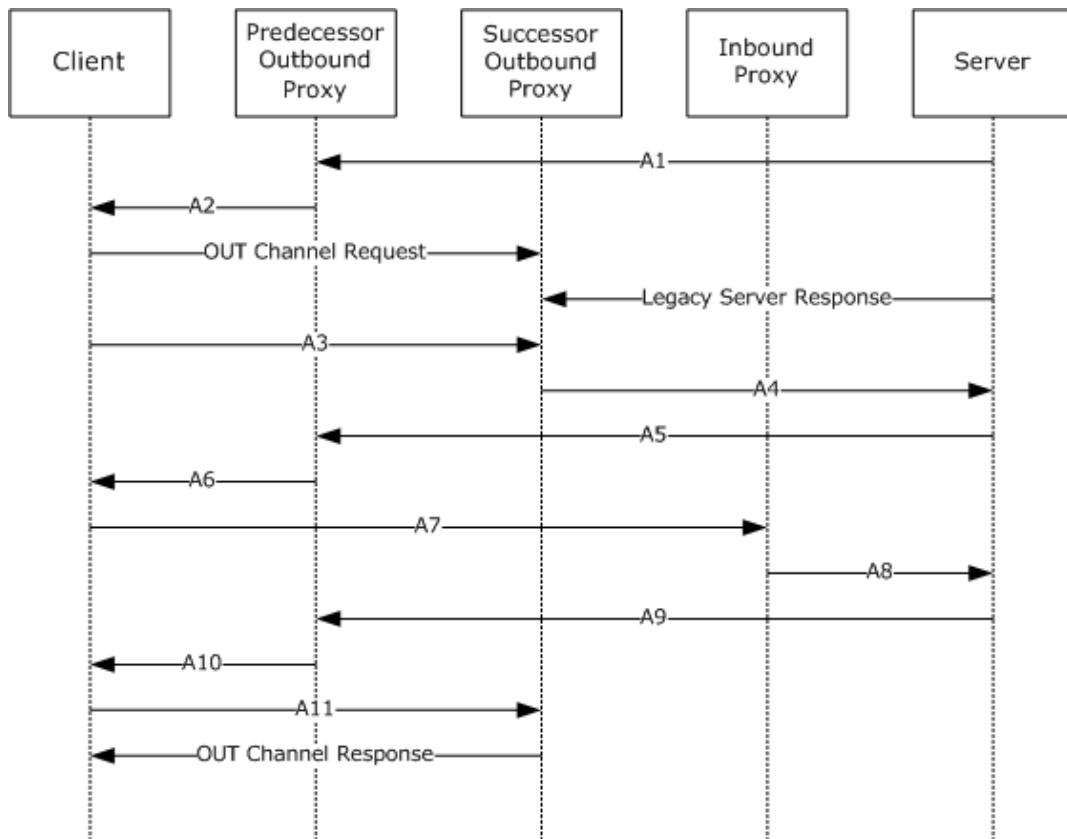 Client
Predecessor
Outbound
Proxy
Successor
Outbound
Proxy
Inbound
Proxy
Server
A1
A2
OUT Channel Request
Legacy Server Response
A3
A4
A5
A6
A7
A8
A9
A10
A11
OUT Channel Response